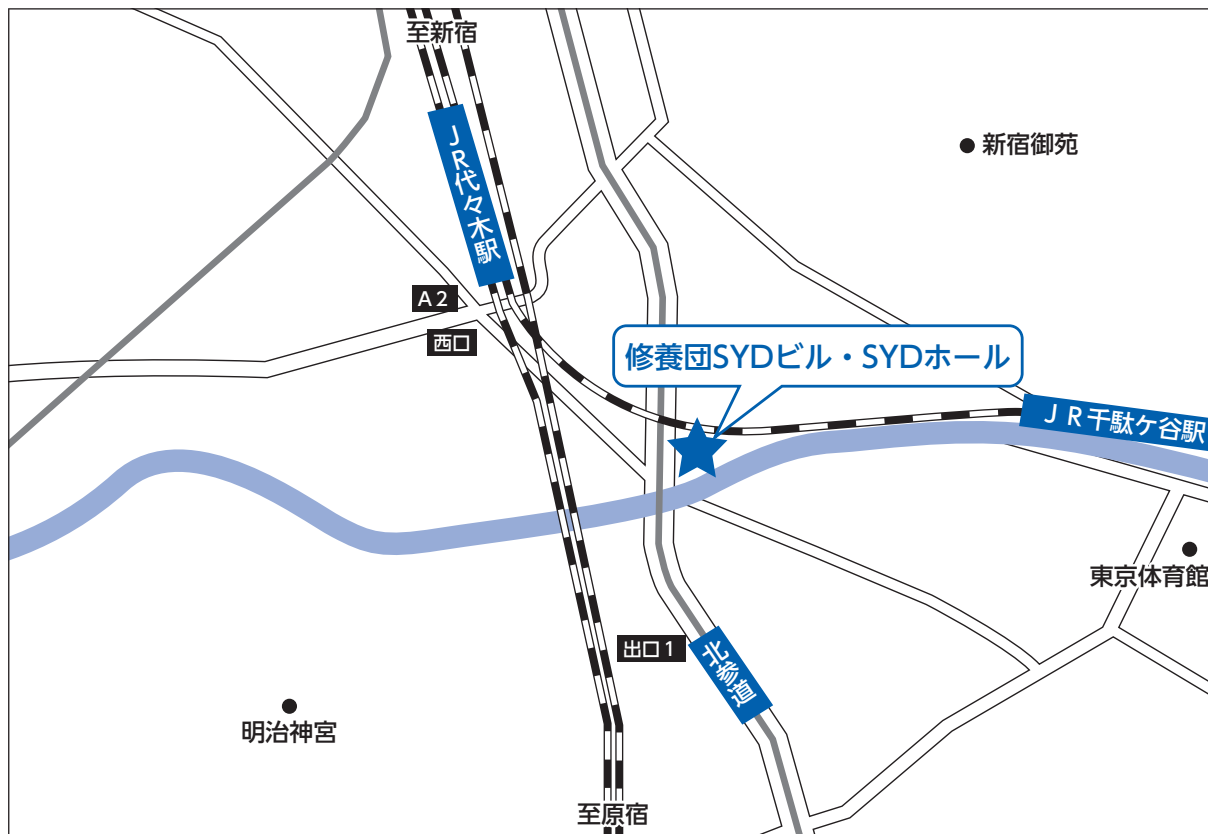 至新宿
JR代々木駅
新宿御苑
A2
西口
修養団SYDビル・SYDホール
JR千駄ケ谷駅
東京体育館
出口1
北参道
明治神宮
至原宿